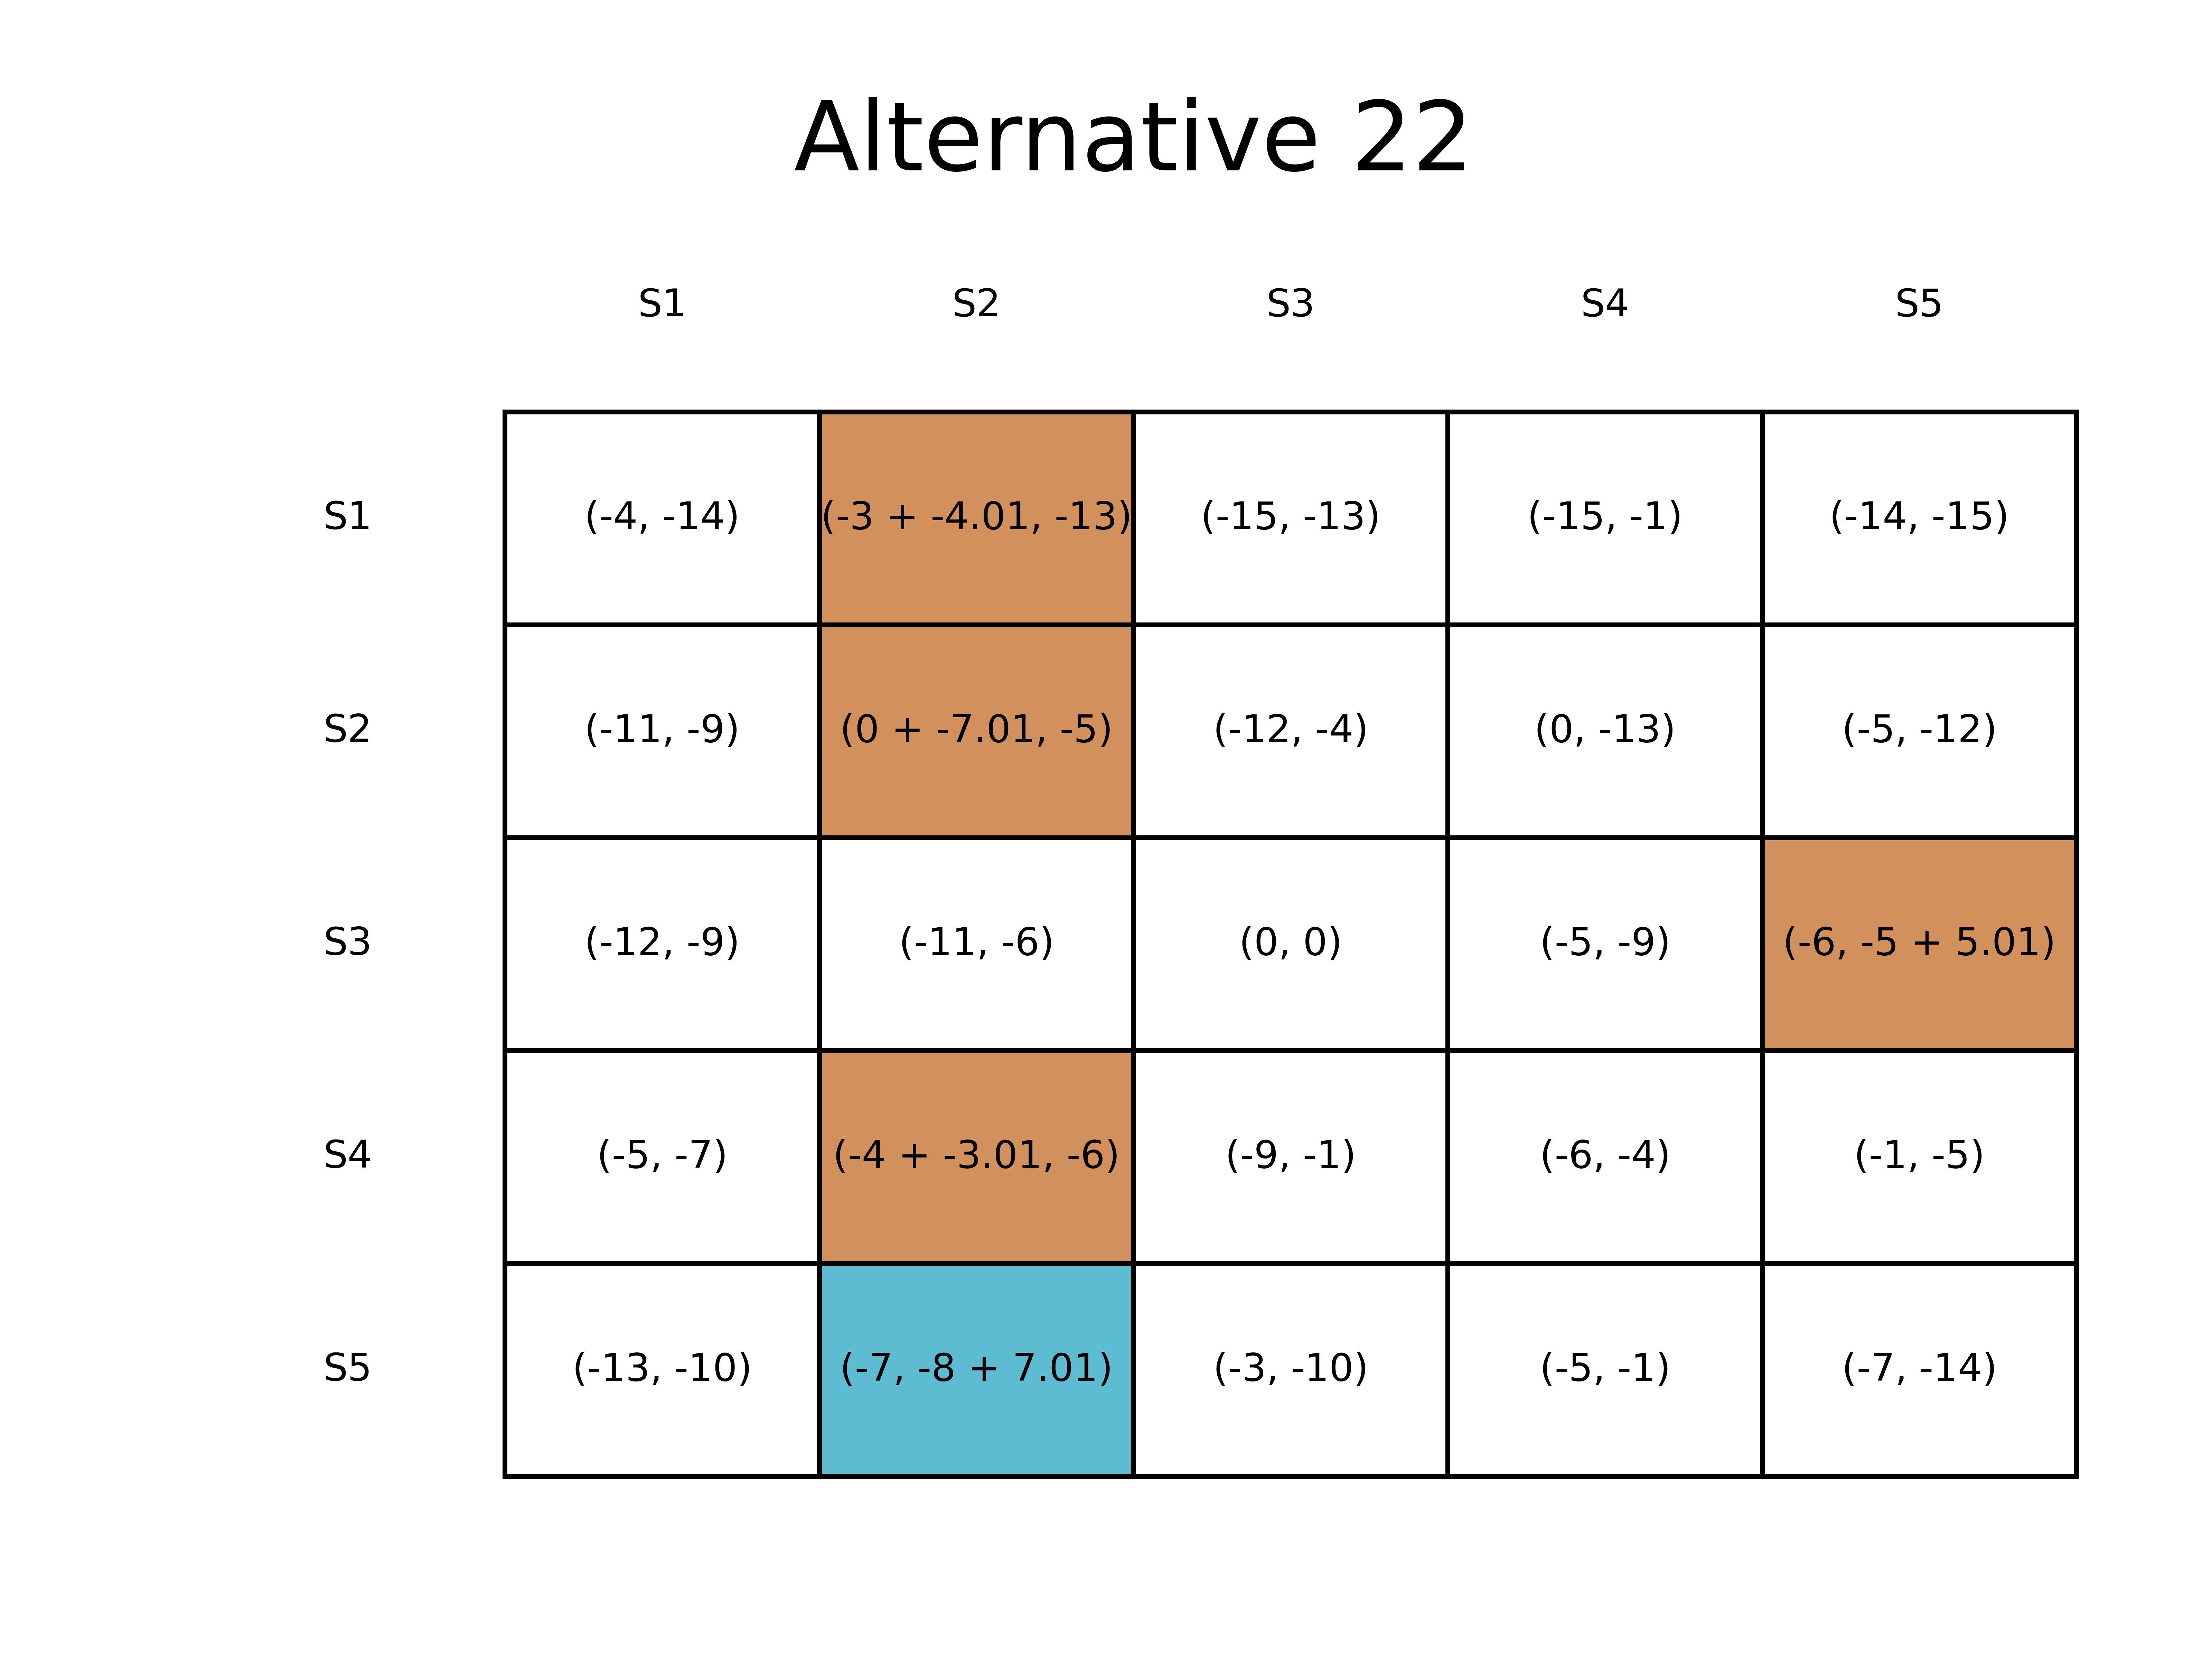 Alternative 22
S1 S2 S3 S4 S5
S1 (-4, -14) (-3 + -4.01, -13) (-15, -13) (-15, -1) (-14, -15)
S2 (-11, -9) (0 + -7.01, -5) (-12, -4) (0, -13) (-5, -12)
S3 (-12, -9) (-11, -6) (0, 0) (-5, -9) (-6, -5 + 5.01)
S4 (-5, -7) (-4 + -3.01, -6) (-9, -1) (-6, -4) (-1, -5)
S5 (-13, -10) (-7, -8 + 7.01) (-3, -10) (-5, -1) (-7, -14)